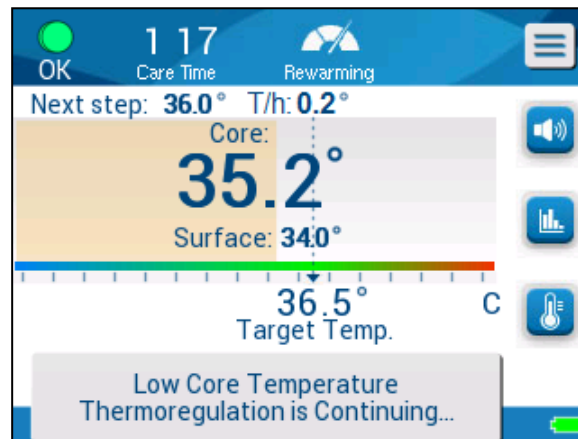 1 17
OK Care Time Rewarming
Next step: 36.0° T/h: 0.2°
Core:
35.2°
Surface: 34.0°
36.5° C
Target Temp.
Low Core Temperature
Thermoregulation is Continuing...